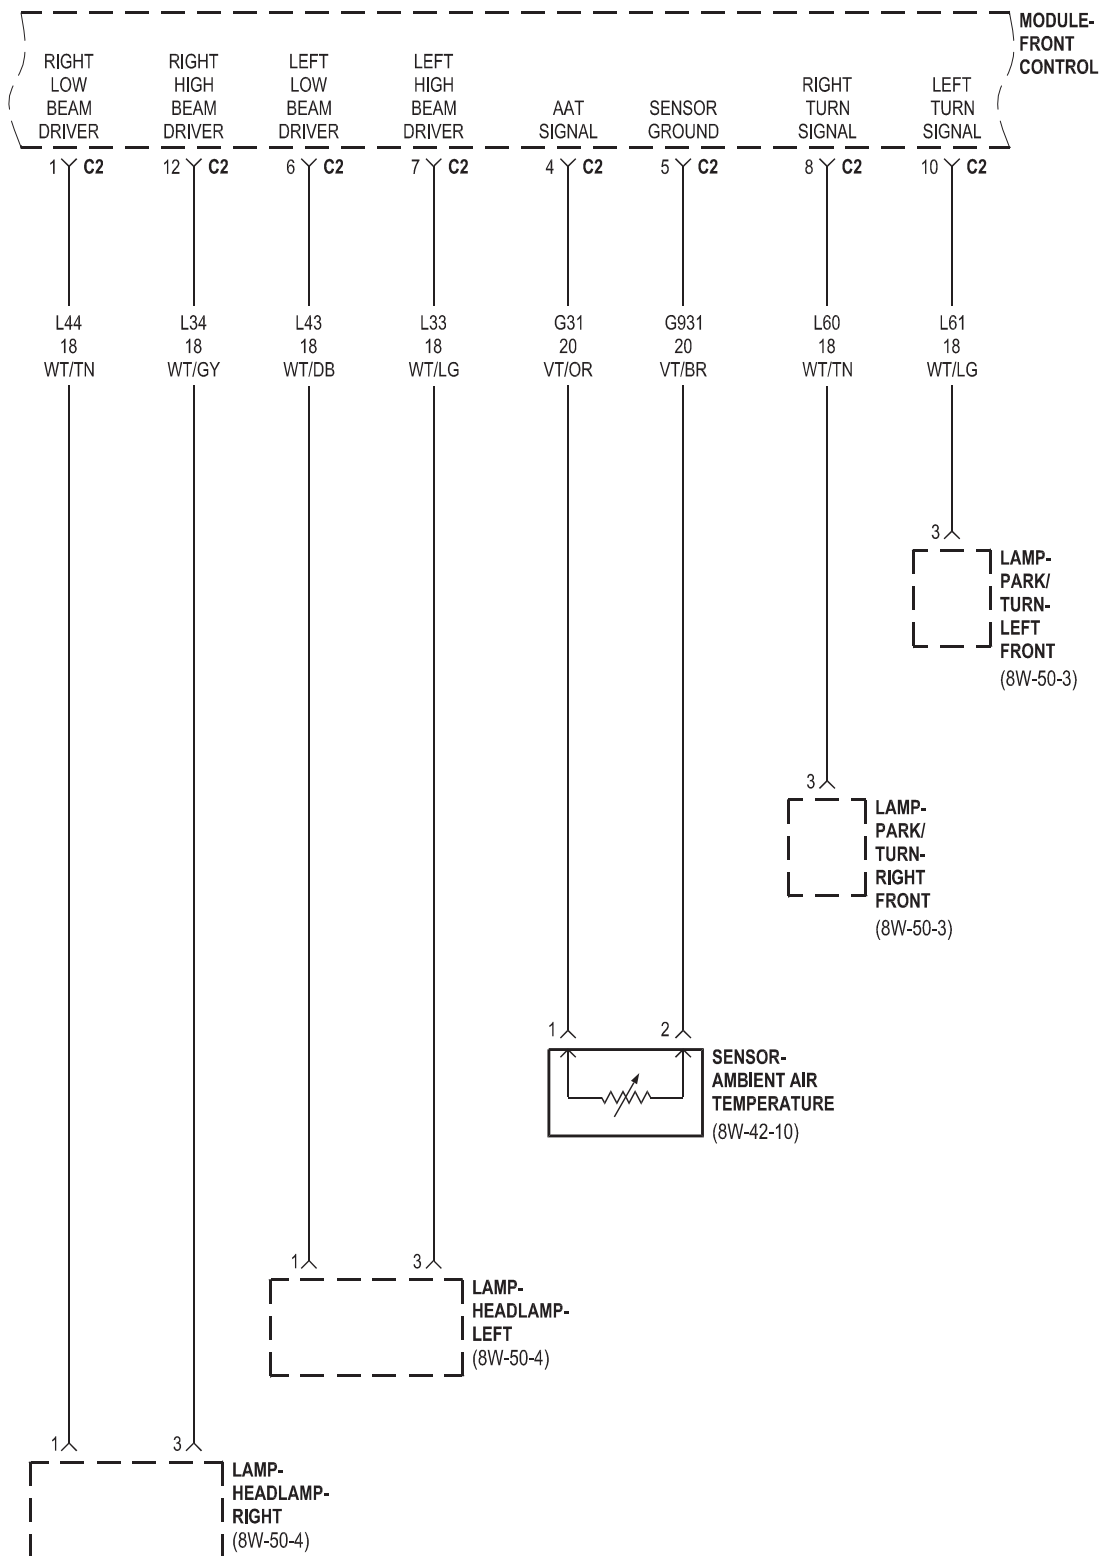 MODULE-
FRONT
CONTROL
RIGHT
LOW
BEAM
DRIVER
RIGHT
HIGH
BEAM
DRIVER
LEFT
LOW
BEAM
DRIVER
LEFT
HIGH
BEAM
DRIVER
AAT
SIGNAL
SENSOR
GROUND
RIGHT
TURN
SIGNAL
LEFT
TURN
SIGNAL
1 C2
12 C2
6 C2
7 C2
4 C2
5 C2
8 C2
10 C2
L44
18
WT/TN
L34
18
WT/GY
L43
18
WT/DB
L33
18
WT/LG
G31
20
VT/OR
G931
20
VT/BR
L60
18
WT/TN
L61
18
WT/LG
3
LAMP-
PARK/
TURN-
LEFT
FRONT
(8W-50-3)
3
LAMP-
PARK/
TURN-
RIGHT
FRONT
(8W-50-3)
1
2
SENSOR-
AMBIENT AIR
TEMPERATURE
(8W-42-10)
1
3
LAMP-
HEADLAMP-
LEFT
(8W-50-4)
1
3
LAMP-
HEADLAMP-
RIGHT
(8W-50-4)